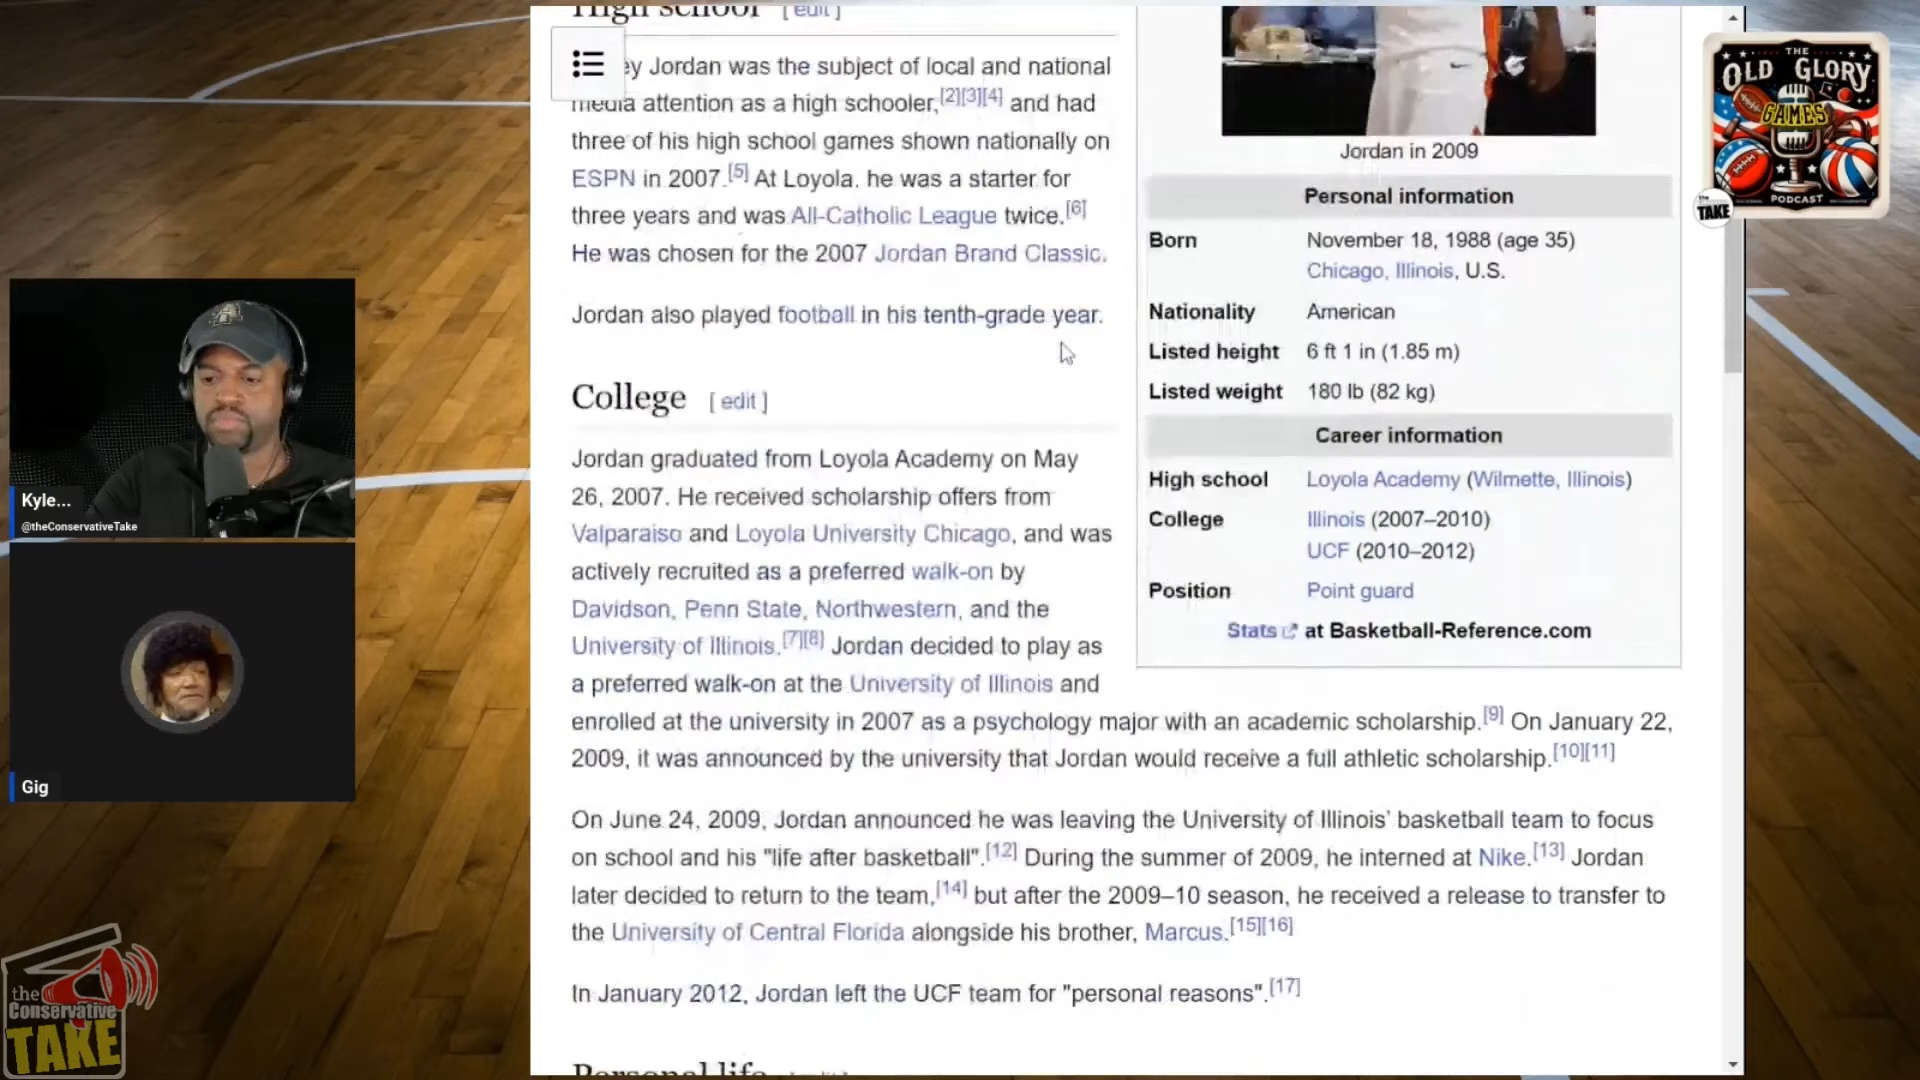 High school [ edit ]
ey Jordan was the subject of local and national
media attention as a high schooler,[2][3][4] and had
three of his high school games shown nationally on
ESPN in 2007.[5] At Loyola, he was a starter for
three years and was All-Catholic League twice.[6]
He was chosen for the 2007 Jordan Brand Classic.
Jordan also played football in his tenth-grade year.
College [ edit ]
Jordan graduated from Loyola Academy on May
26, 2007. He received scholarship offers from
Valparaiso and Loyola University Chicago, and was
actively recruited as a preferred walk-on by
Davidson, Penn State, Northwestern, and the
University of Illinois.[7][8] Jordan decided to play as
a preferred walk-on at the University of Illinois and
enrolled at the university in 2007 as a psychology major with an academic scholarship.[9] On January 22,
2009, it was announced by the university that Jordan would receive a full athletic scholarship.[10][11]
On June 24, 2009, Jordan announced he was leaving the University of Illinois' basketball team to focus
on school and his "life after basketball".[12] During the summer of 2009, he interned at Nike.[13] Jordan
later decided to return to the team,[14] but after the 2009–10 season, he received a release to transfer to
the University of Central Florida alongside his brother, Marcus.[15][16]
In January 2012, Jordan left the UCF team for "personal reasons".[17]
Personal life
Jordan in 2009
Personal information
Born November 18, 1988 (age 35)
Chicago, Illinois, U.S.
Nationality American
Listed height 6 ft 1 in (1.85 m)
Listed weight 180 lb (82 kg)
Career information
High school Loyola Academy (Wilmette, Illinois)
College Illinois (2007–2010)
UCF (2010–2012)
Position Point guard
Stats at Basketball-Reference.com
THE
OLD GLORY
GAMES
PODCAST
the
TAKE
Kyle...
@theConservativeTake
Gig
the
Conservative
TAKE